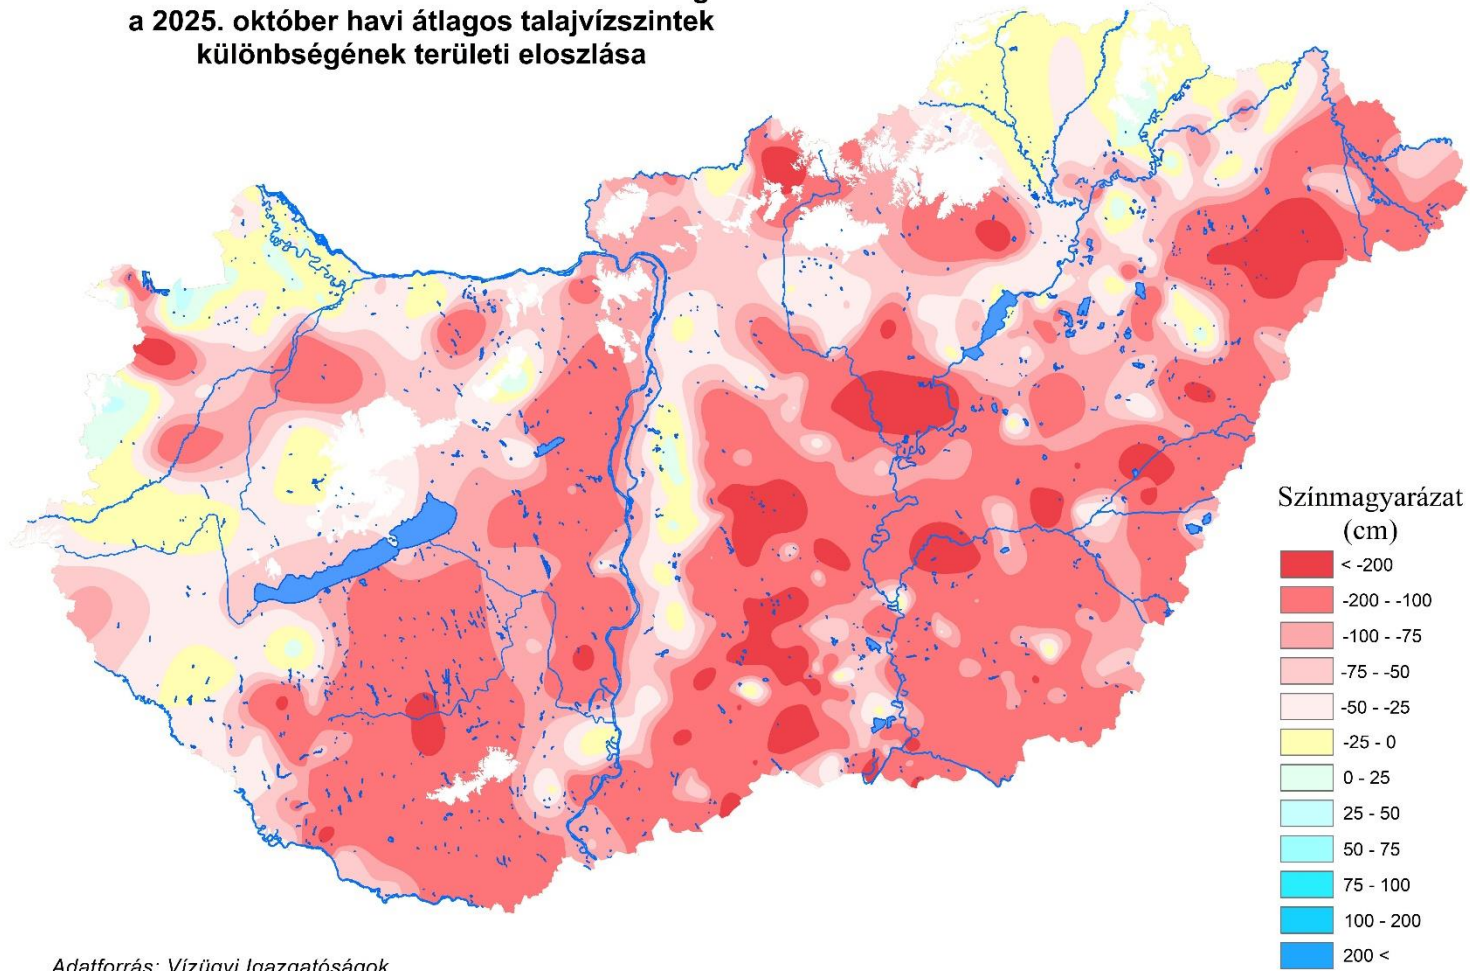 a 2025. október havi átlagos talajvízszintek
különbségének területi eloszlása
Színmagyarázat
(cm)
< -200
-200 - -100
-100 - -75
-75 - -50
-50 - -25
-25 - 0
0 - 25
25 - 50
50 - 75
75 - 100
100 - 200
200 <
Adatforrás: Vízügyi Igazgatóságok